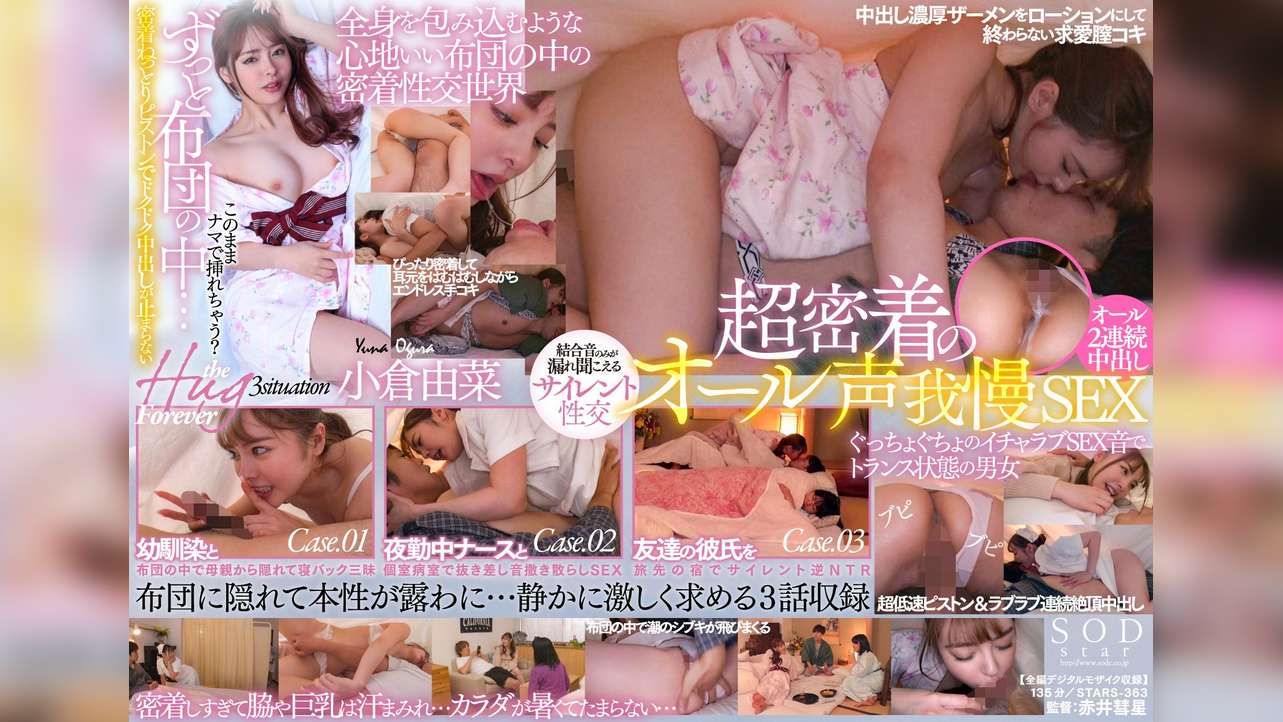 密着ねっとりピストンでドクドク中出しが止まらない
ずっと布団の中…
このまま
ナマで挿れちゃう?
全身を包み込むような
心地いい布団の中の
密着性交世界
中出し濃厚ザーメンをローションにして
終わらない求愛膣コキ
ぴったり密着して
耳元をはむはむしながら
エンドレス手コキ
Yuna Ogura
小倉由菜
the
Hug
Forever
3situation
結合音のみが
漏れ聞こえる
サイレント
性交
超密着の
オール声我慢SEX
オール
2連続
中出し
ぐっちょぐちょのイチャラブSEX音で
トランス状態の男女
Case.01
幼馴染と
布団の中で母親から隠れて寝バック三昧
Case.02
夜勤中ナースと
個室病室で抜き差し音撒き散らしSEX
Case.03
友達の彼氏を
旅先の宿でサイレント逆NTR
ブピ
ブピ
超低速ピストン&ラブラブ連続絶頂中出し
布団に隠れて本性が露わに…静かに激しく求める3話収録
CALIFORNIA
布団の中で潮のシブキが飛びまくる
密着しすぎて脇や巨乳は汗まみれ…カラダが暑くてたまらない…
SOD
star
http://www.sodc.co.jp
【全編デジタルモザイク収録】
135分/STARS-363
監督:赤井彗星